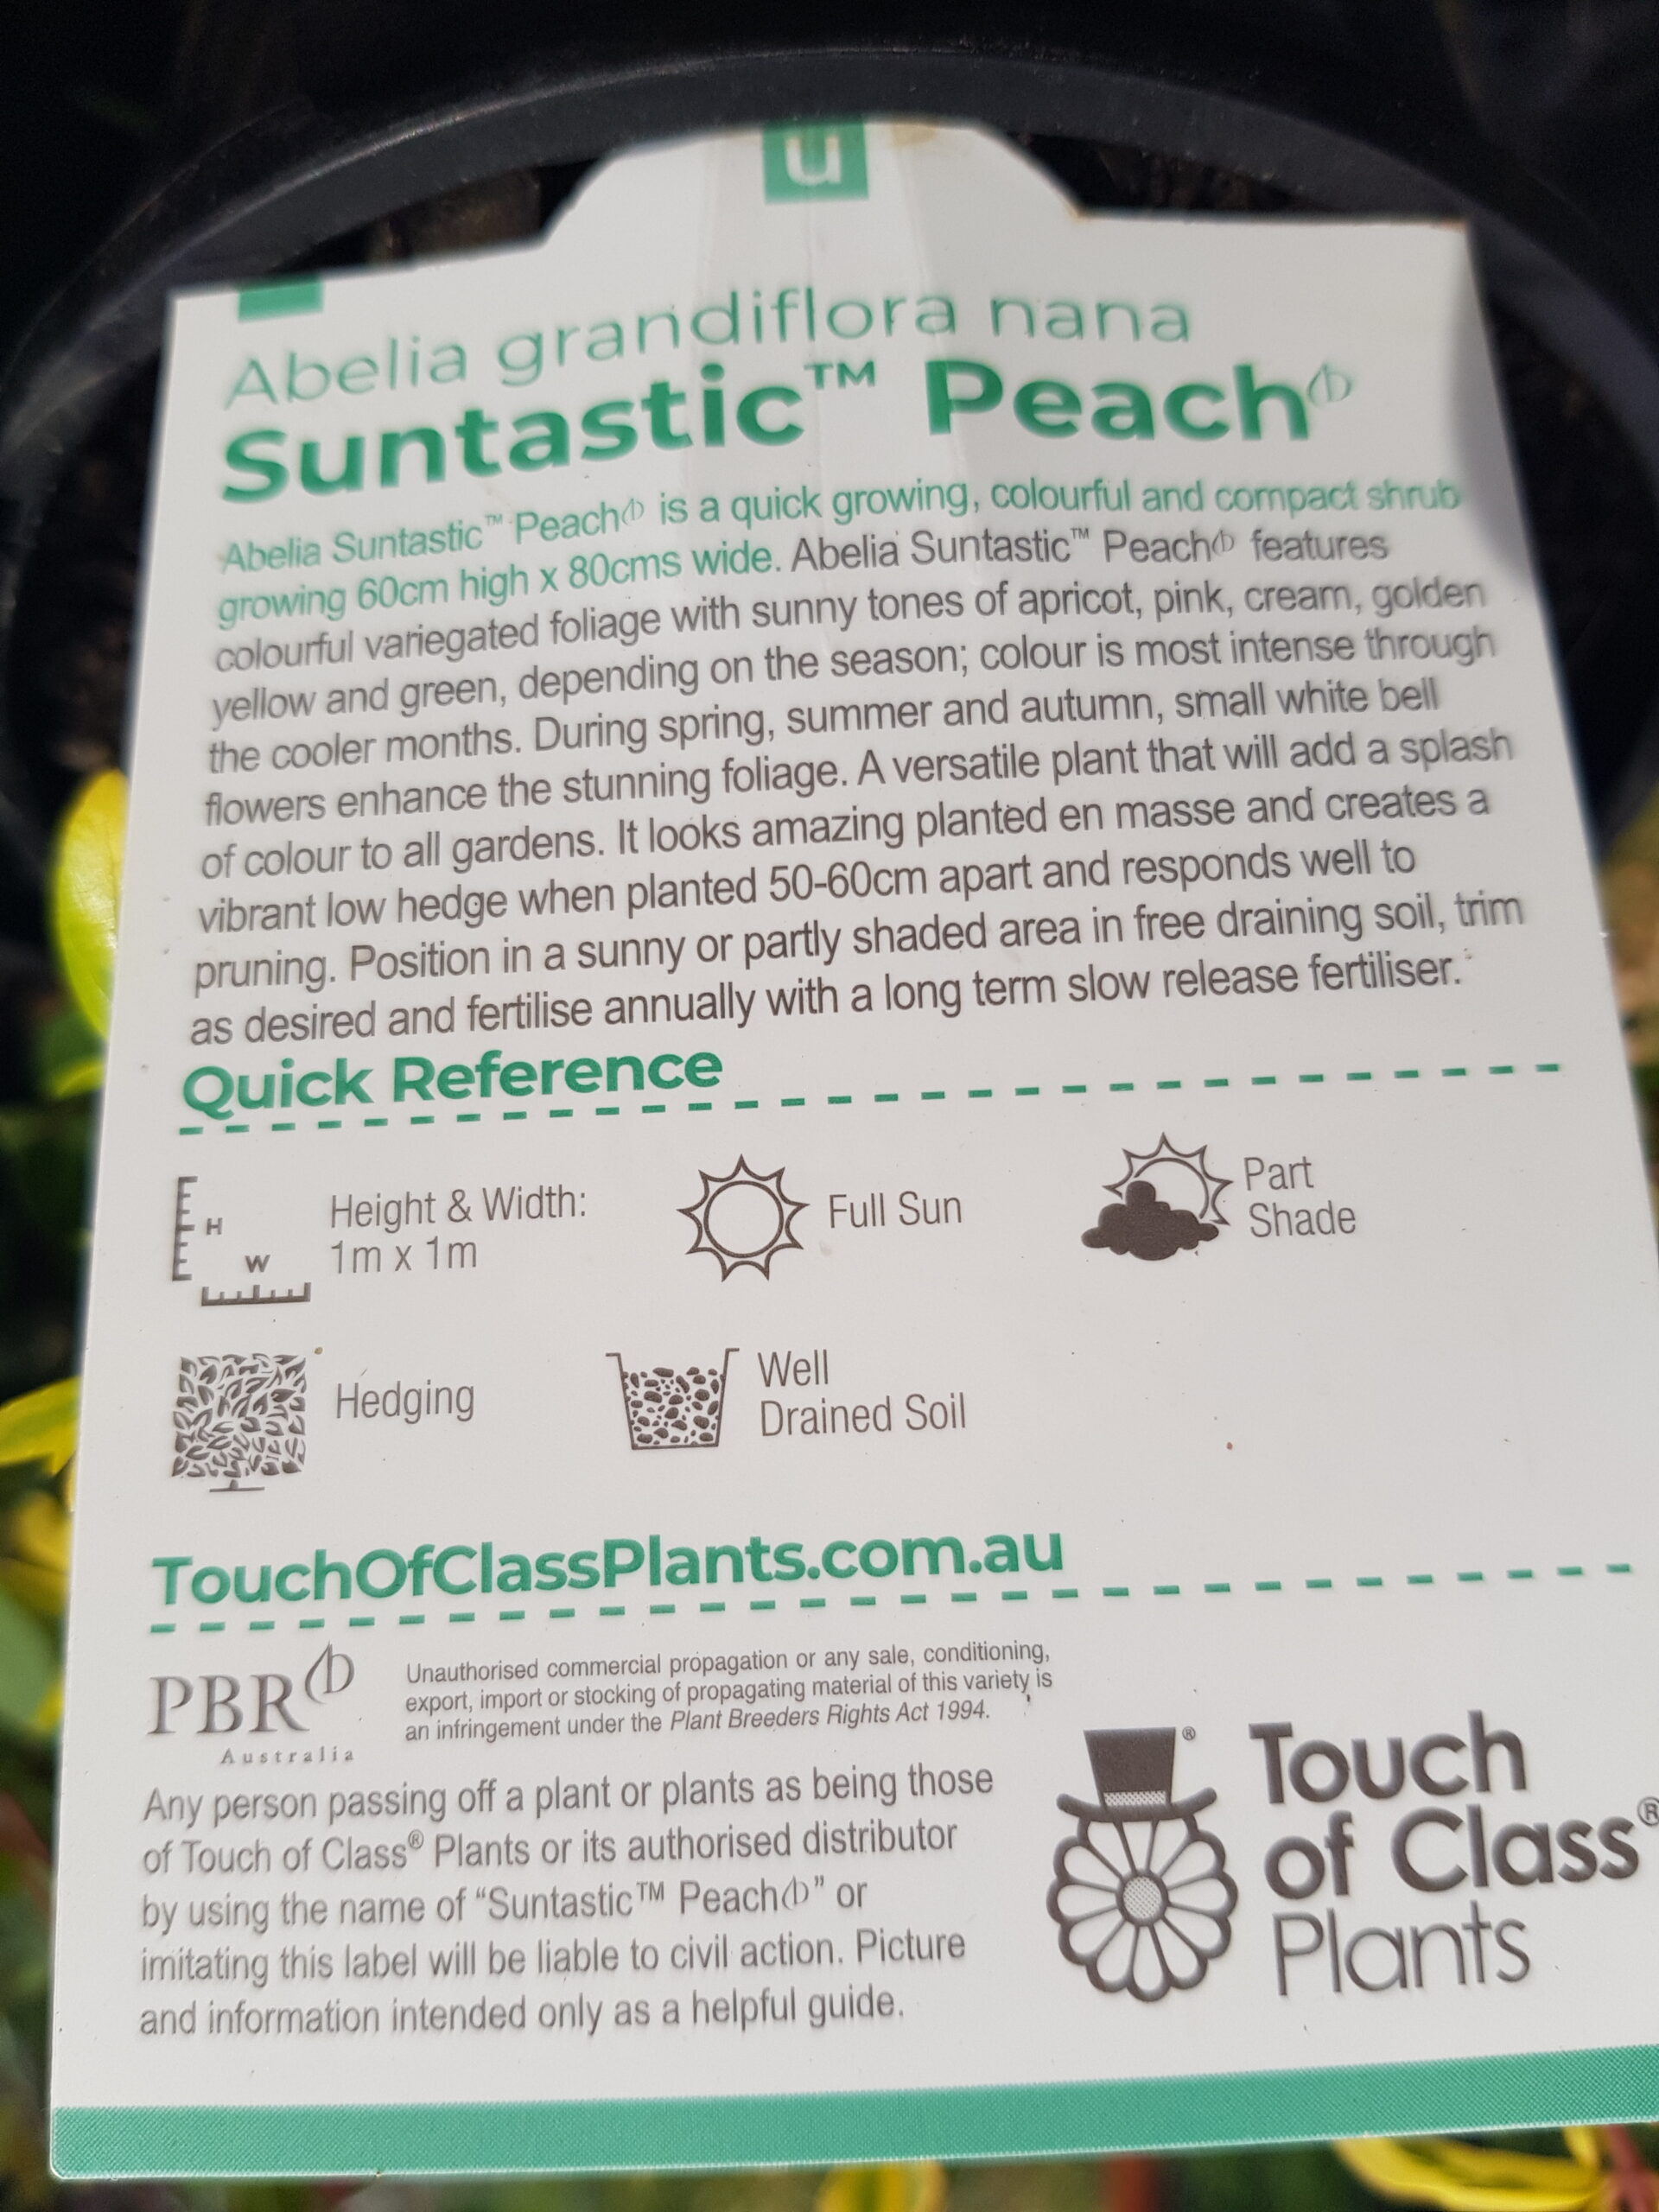 u
Abelia grandiflora nana
Suntastic™ Peach
Abelia Suntastic™ Peach is a quick growing, colourful and compact shrub
growing 60cm high x 80cms wide. Abelia Suntastic™ Peach features
colourful variegated foliage with sunny tones of apricot, pink, cream, golden
yellow and green, depending on the season; colour is most intense through
the cooler months. During spring, summer and autumn, small white bell
flowers enhance the stunning foliage. A versatile plant that will add a splash
of colour to all gardens. It looks amazing planted en masse and creates a
vibrant low hedge when planted 50-60cm apart and responds well to
pruning. Position in a sunny or partly shaded area in free draining soil, trim
as desired and fertilise annually with a long term slow release fertiliser.
Quick Reference
H
W
Height & Width:
1m x 1m
Full Sun
Part
Shade
Hedging
Well
Drained Soil
TouchOfClassPlants.com.au
PBR
Australia
Unauthorised commercial propagation or any sale, conditioning,
export, import or stocking of propagating material of this variety is
an infringement under the Plant Breeders Rights Act 1994.
Any person passing off a plant or plants as being those
of Touch of Class® Plants or its authorised distributor
by using the name of “Suntastic™ Peach” or
imitating this label will be liable to civil action. Picture
and information intended only as a helpful guide.
®
Touch
of Class®
Plants